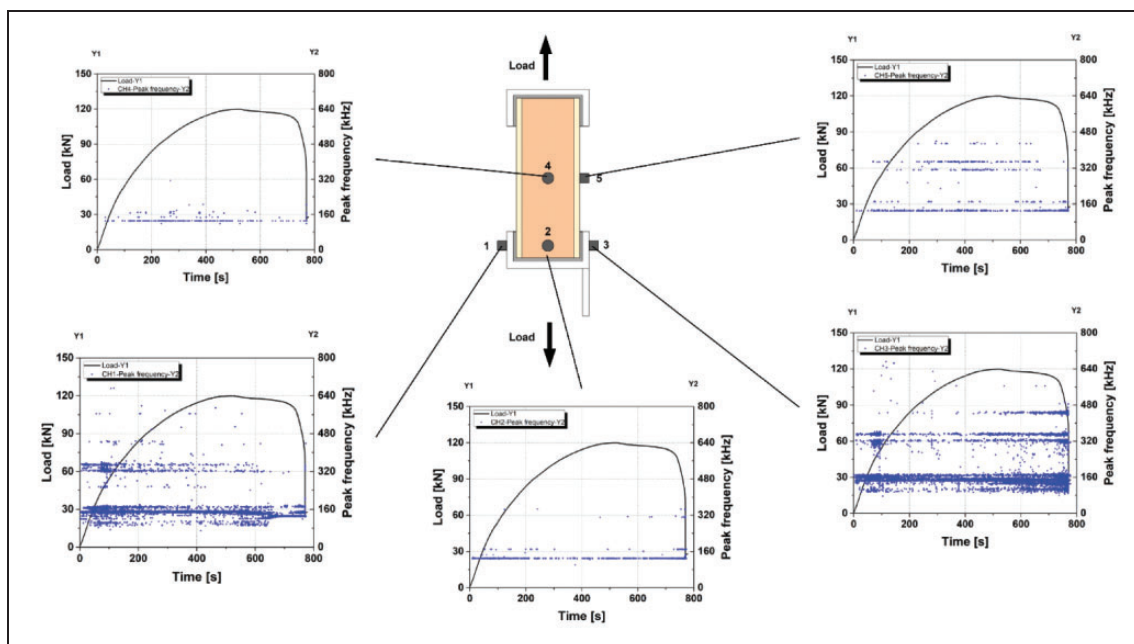 Y1 Y2
Load-Y1
CH4-Peak frequency-Y2
150 800
120 640
90 480
60 320
30 160
0 0
0 200 400 600 800
Load [kN]
Peak frequency [kHz]
Time [s]
Load
4
5
1
2
3
Load
Y1 Y2
Load-Y1
CH5-Peak frequency-Y2
150 800
120 640
90 480
60 320
30 160
0 0
0 200 400 600 800
Load [kN]
Peak frequency [kHz]
Time [s]
Y1 Y2
Load-Y1
CH1-Peak frequency-Y2
150 800
120 640
90 480
60 320
30 160
0 0
0 200 400 600 800
Load [kN]
Peak frequency [kHz]
Time [s]
Y1 Y2
Load-Y1
CH2-Peak frequency-Y2
150 800
120 640
90 480
60 320
30 160
0 0
0 200 400 600 800
Load [kN]
Peak frequency [kHz]
Time [s]
Y1 Y2
Load-Y1
CH3-Peak frequency-Y2
150 800
120 640
90 480
60 320
30 160
0 0
0 200 400 600 800
Load [kN]
Peak frequency [kHz]
Time [s]